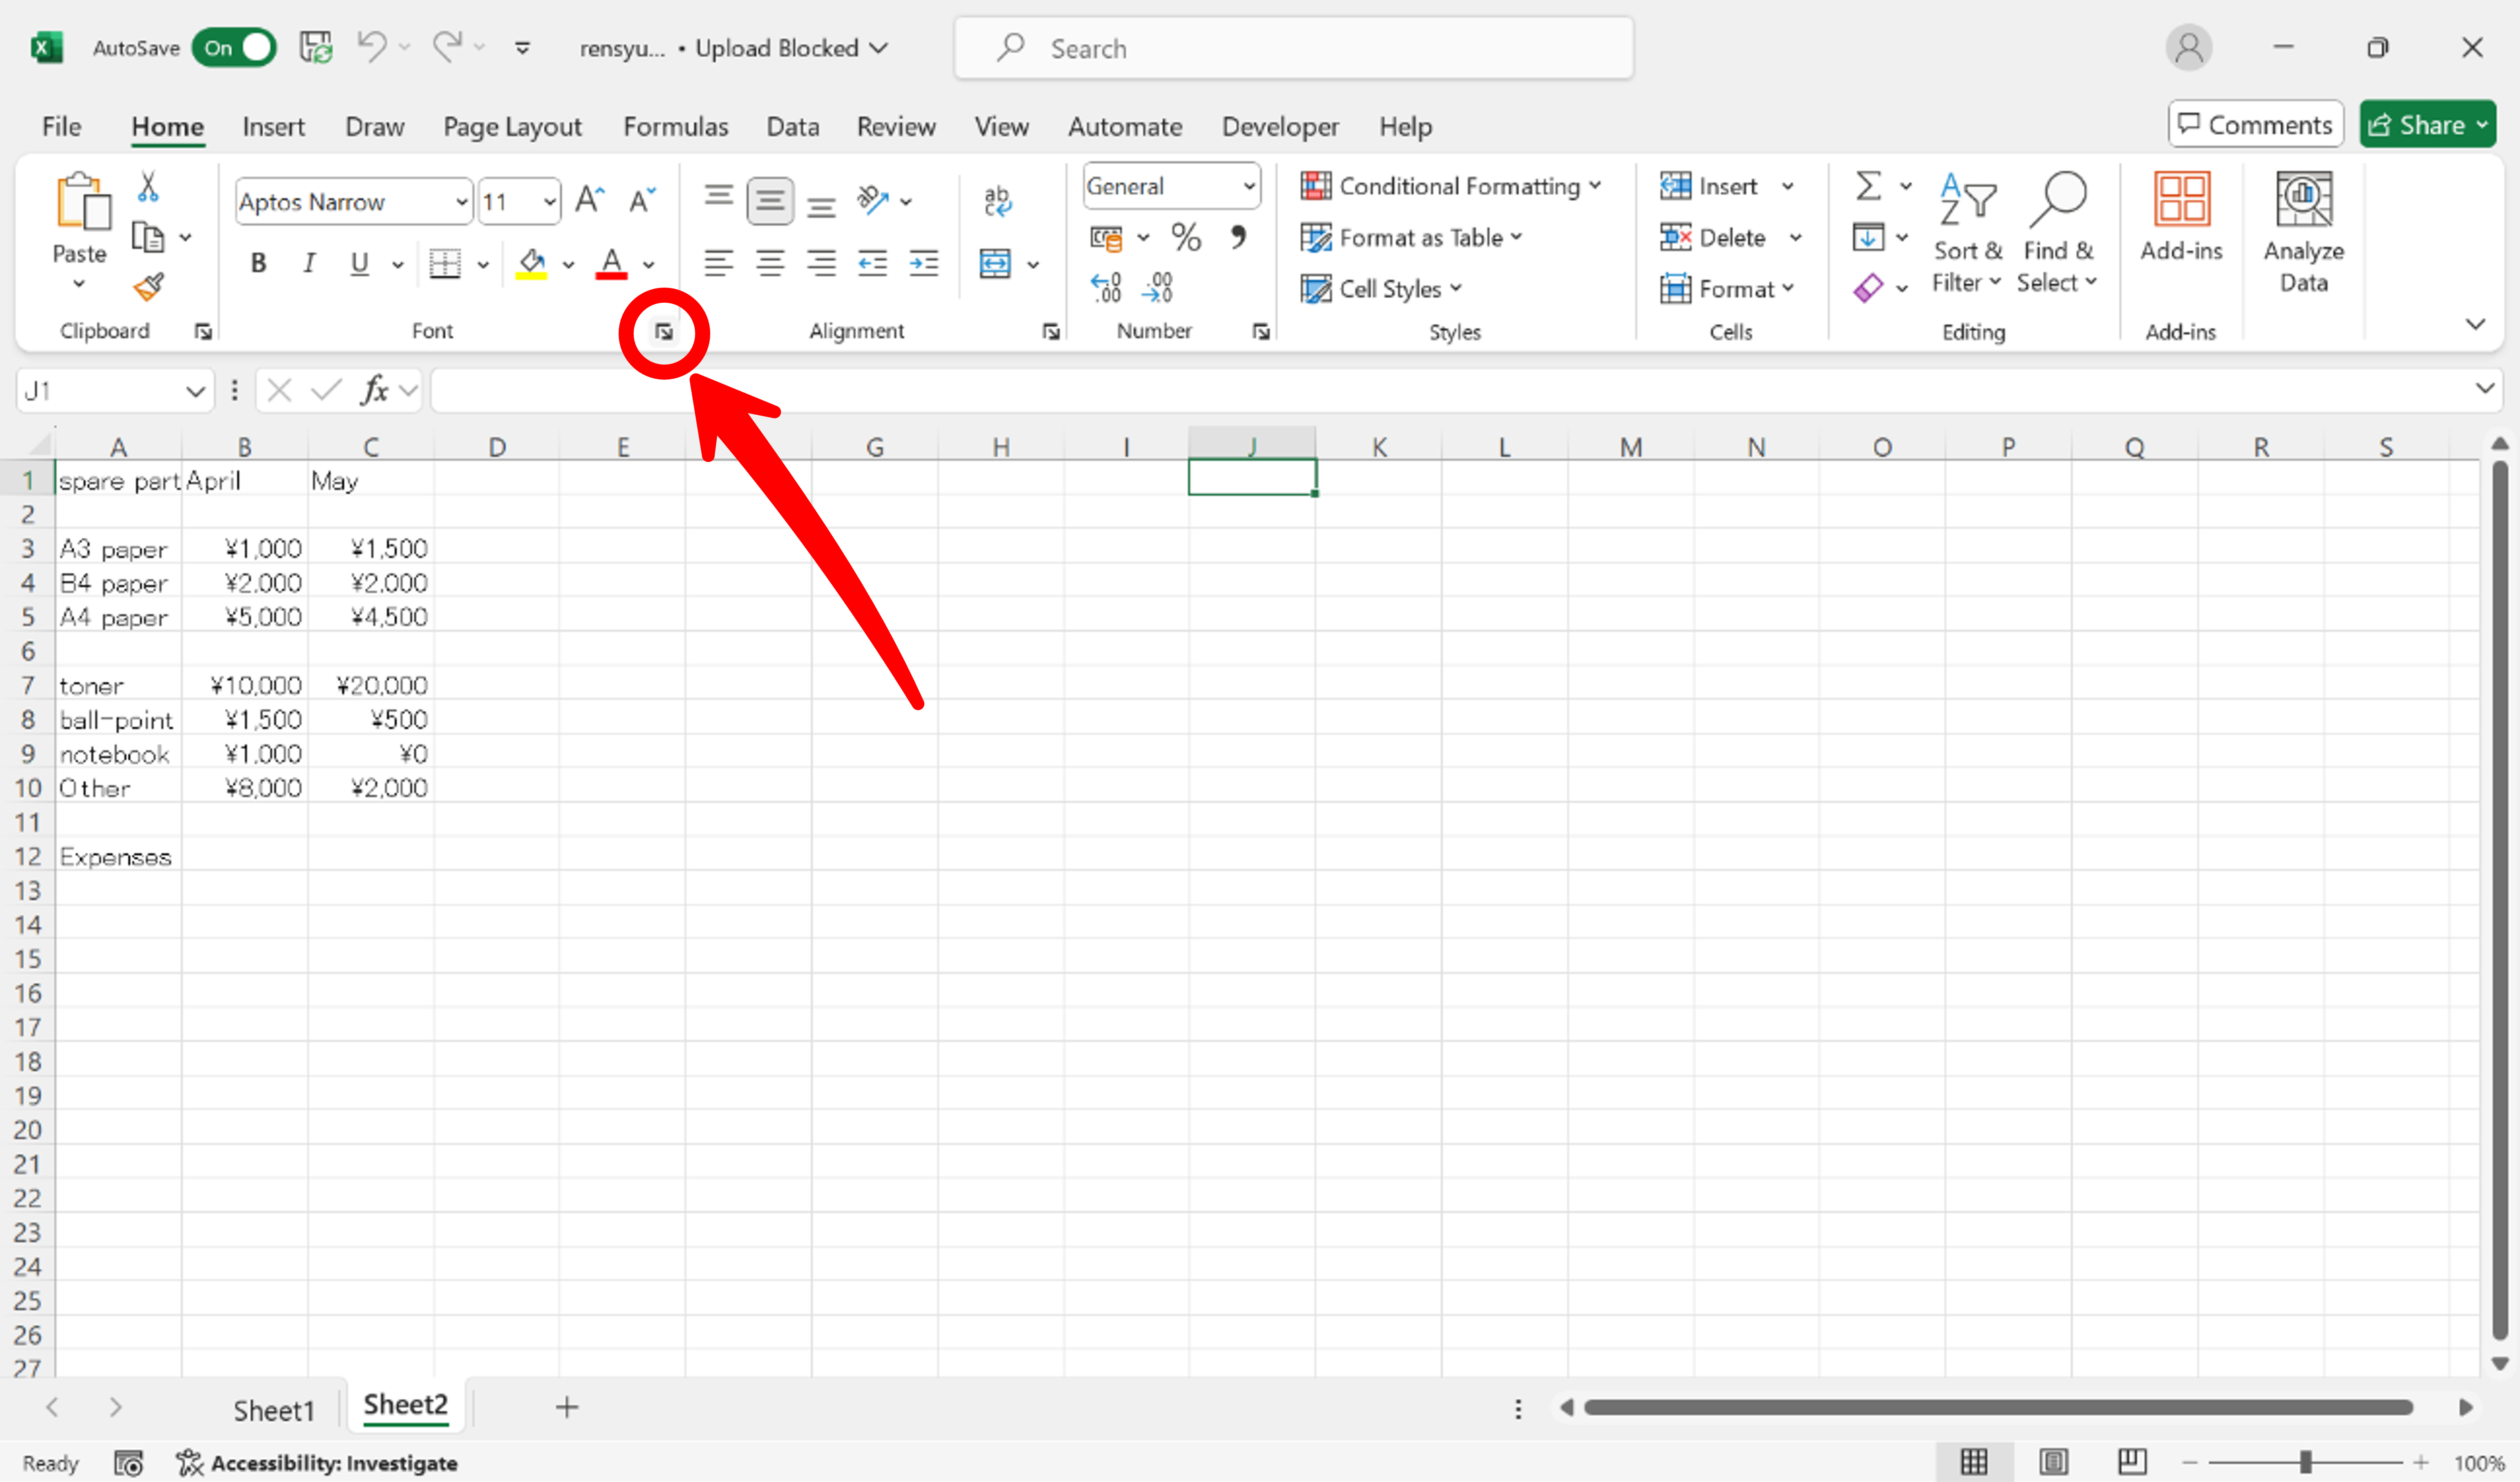 AutoSave On rensyu... • Upload Blocked Search
File Home Insert Draw Page Layout Formulas Data Review View Automate Developer Help Comments Share
Paste
Clipboard
Aptos Narrow 11
B I U A
Font
ab
c
Alignment
General
% 9
.00 .00
Number
Conditional Formatting
Format as Table
Cell Styles
Styles
Insert
Delete
Format
Cells
Σ
Sort &
Filter
Find &
Select
Editing
Add-ins
Add-ins
Analyze
Data
J1 fx
A B C D E G H I J K L M N O P Q R S
1 spare part April May
2
3 A3 paper ¥1,000 ¥1,500
4 B4 paper ¥2,000 ¥2,000
5 A4 paper ¥5,000 ¥4,500
6
7 toner ¥10,000 ¥20,000
8 ball-point ¥1,500 ¥500
9 notebook ¥1,000 ¥0
10 Other ¥8,000 ¥2,000
11
12 Expenses
13
14
15
16
17
18
19
20
21
22
23
24
25
26
27
Sheet1 Sheet2 +
Ready Accessibility: Investigate 100%